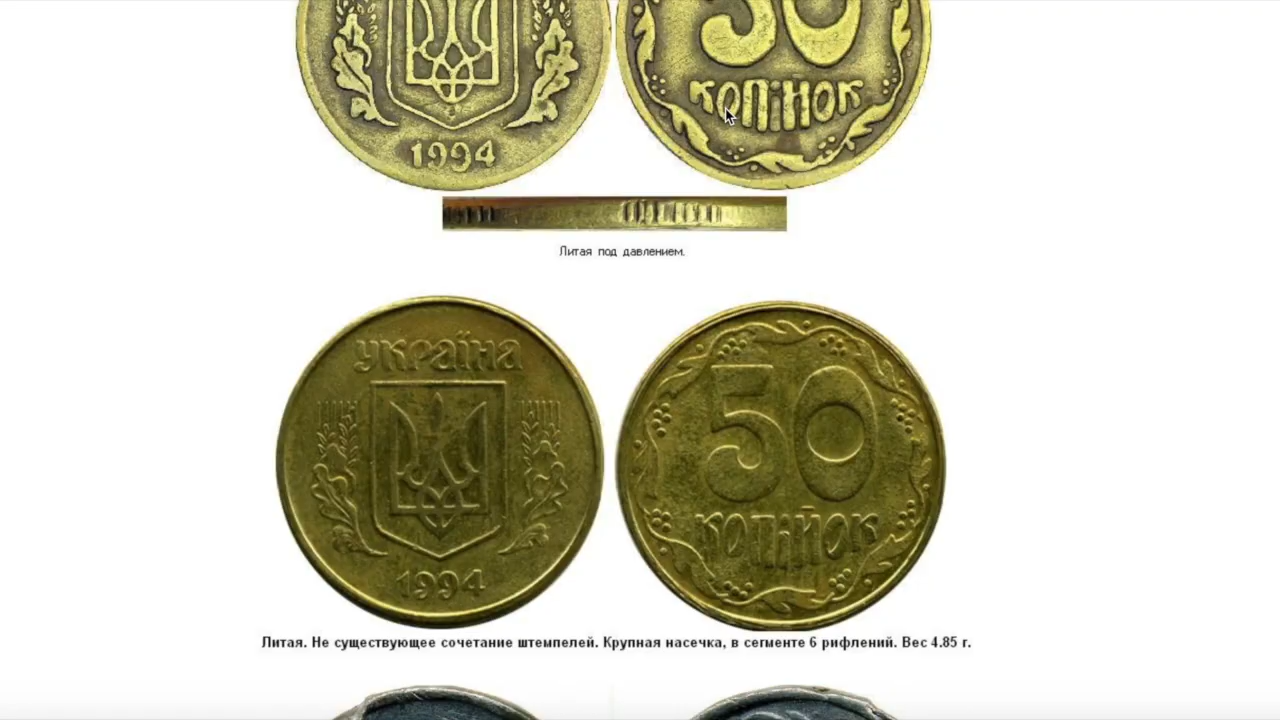 50
копійок
1994
Литая под давлением.
україна
50
копійок
1994
Литая. Не существующее сочетание штемпелей. Крупная насечка, в сегменте 6 рифлений. Вес 4.85 г.